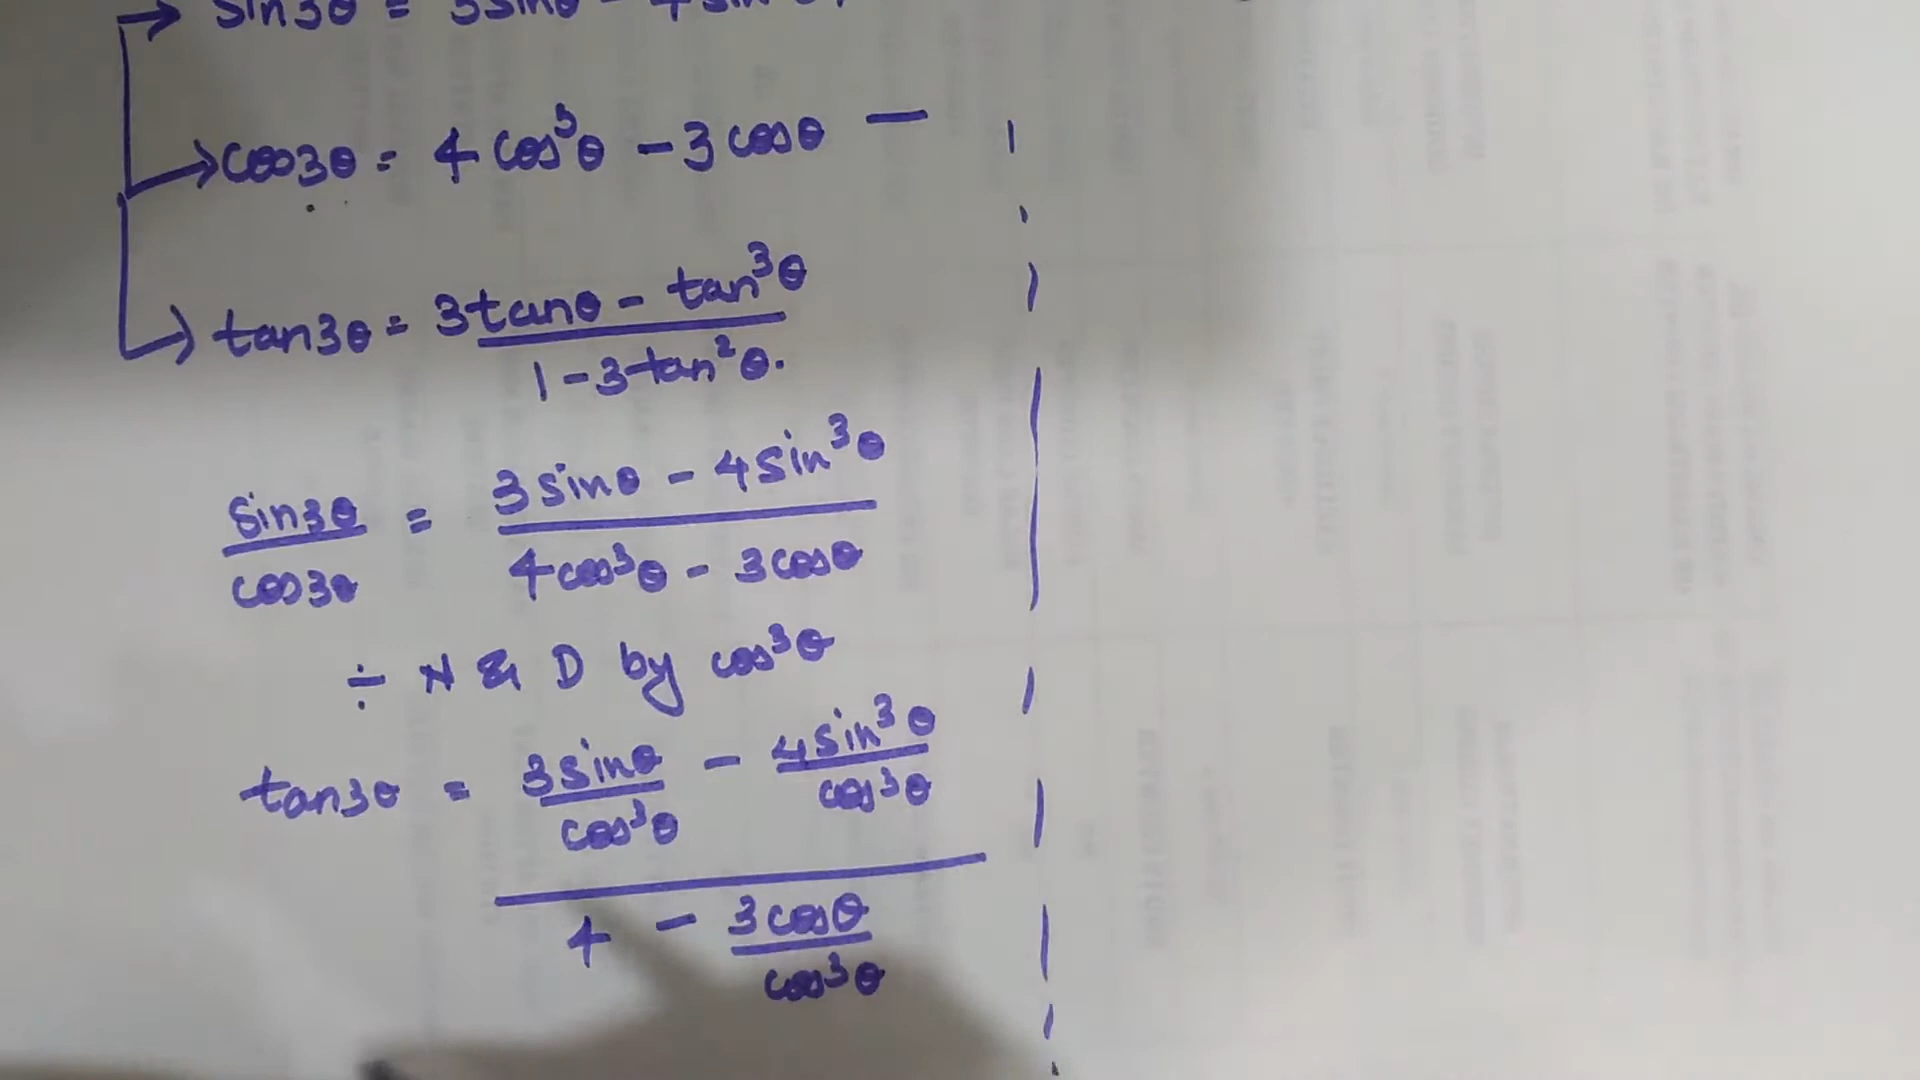 → sin3θ = 3sinθ - 4sin³θ
→ cos3θ = 4cos³θ - 3cosθ -
→ tan3θ = 3tanθ - tan³θ
1 - 3tan²θ.
sin3θ = 3sinθ - 4sin³θ
cos3θ 4cos³θ - 3cosθ
÷ N & D by cos³θ
tan3θ = 3sinθ - 4sin³θ
cos³θ cos³θ
4 - 3cosθ
cos³θ